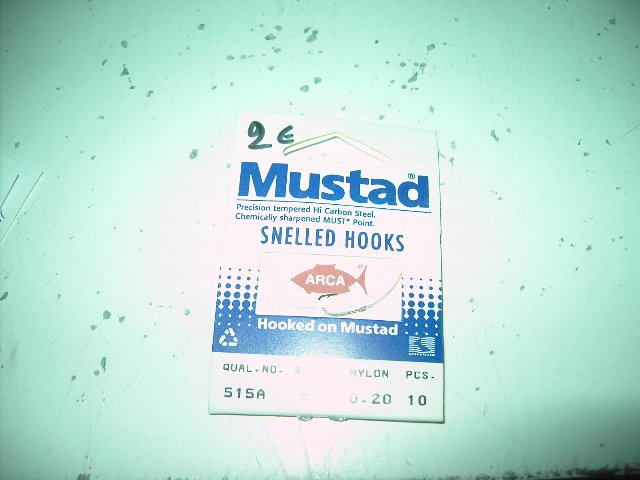 2 €
Mustad®
Precision tempered Hi Carbon Steel.
Chemically sharpened MUST® Point.
SNELLED HOOKS
ARCA®
Hooked on Mustad
QUAL.NO. S NYLON PCS.
515A 0.20 10